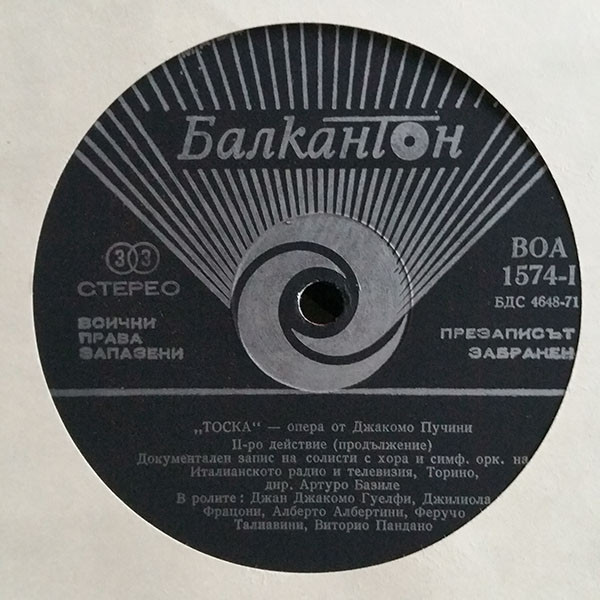 Балкантон
33
СТЕРЕО
ВОА
1574-I
БДС 4648-71
ВСИЧНИ
ПРАВА
ЗАПАЗЕНИ
ПРЕЗАПИСЪТ
ЗАБРАНЕН
„ТОСКА“ — опера от Джакомо Пучини
II-ро действие (продължение)
Документален запис на солисти с хора и симф. орк. на
Италианското радио и телевизия, Торино,
дир. Артуро Базиле
В ролите: Джан Джакомо Гуелфи, Джилиола
Фрацони, Алберто Албертини, Феручо
Талиавини, Виторио Пандано